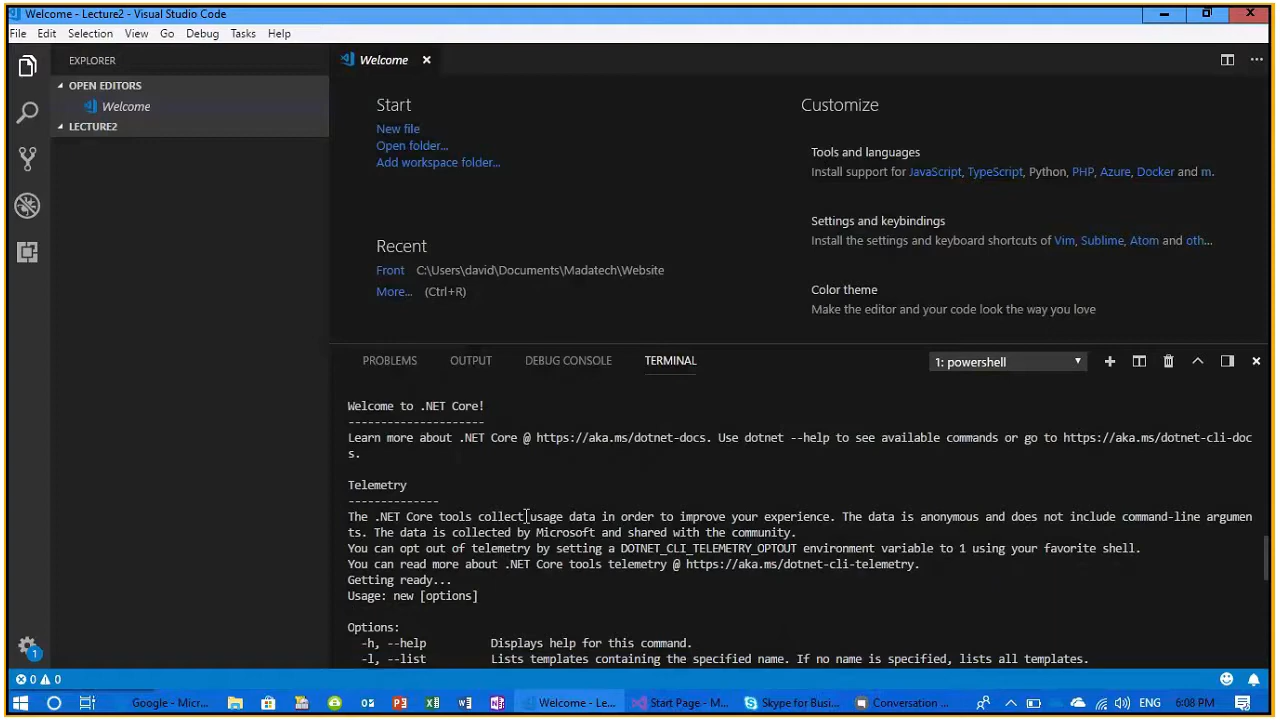 Welcome - Lecture2 - Visual Studio Code
File Edit Selection View Go Debug Tasks Help
EXPLORER
OPEN EDITORS
Welcome
LECTURE2
Welcome
Start
New file
Open folder...
Add workspace folder...
Recent
Front C:\Users\david\Documents\Madatech\Website
More... (Ctrl+R)
Customize
Tools and languages
Install support for JavaScript, TypeScript, Python, PHP, Azure, Docker and m.
Settings and keybindings
Install the settings and keyboard shortcuts of Vim, Sublime, Atom and oth...
Color theme
Make the editor and your code look the way you love
PROBLEMS OUTPUT DEBUG CONSOLE TERMINAL 1: powershell
Welcome to .NET Core!
---------------------
Learn more about .NET Core @ https://aka.ms/dotnet-docs. Use dotnet --help to see available commands or go to https://aka.ms/dotnet-cli-doc
s.
Telemetry
--------------
The .NET Core tools collect usage data in order to improve your experience. The data is anonymous and does not include command-line argumen
ts. The data is collected by Microsoft and shared with the community.
You can opt out of telemetry by setting a DOTNET_CLI_TELEMETRY_OPTOUT environment variable to 1 using your favorite shell.
You can read more about .NET Core tools telemetry @ https://aka.ms/dotnet-cli-telemetry.
Getting ready...
Usage: new [options]
Options:
-h, --help Displays help for this command.
-l, --list Lists templates containing the specified name. If no name is specified, lists all templates.
1
0 0
Google - Micr... Welcome - Le... Start Page - M... Skype for Busi... Conversation ... ENG 6:08 PM